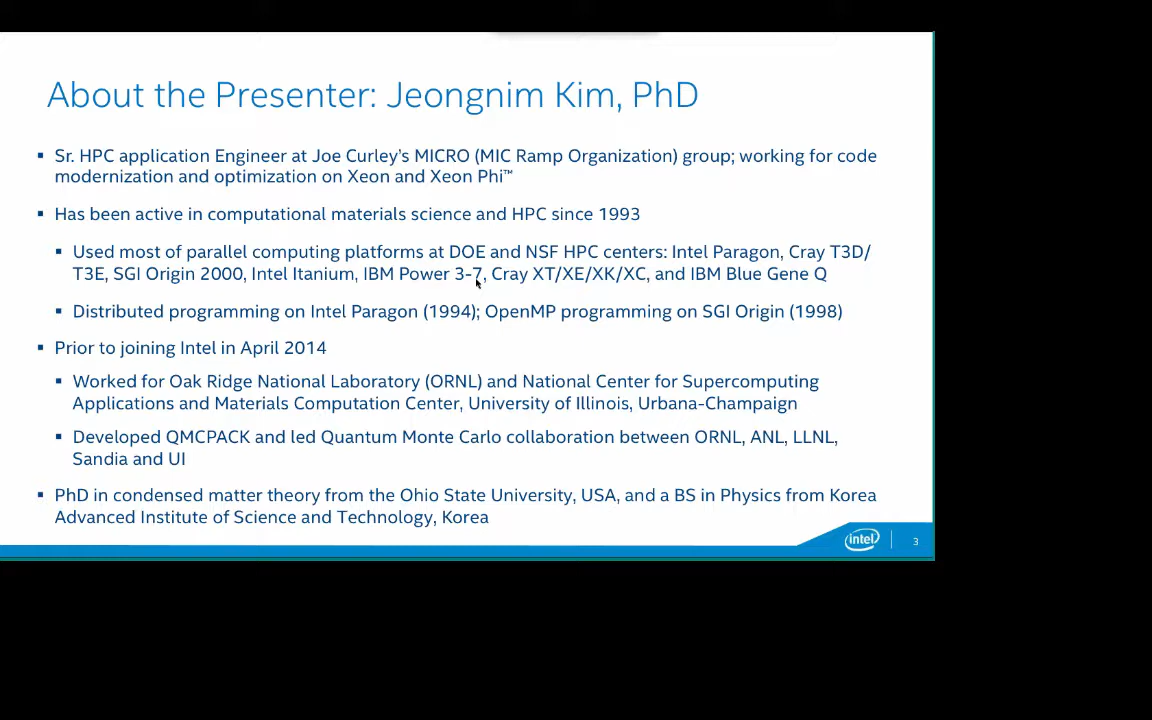 About the Presenter: Jeongnim Kim, PhD
▪ Sr. HPC application Engineer at Joe Curley’s MICRO (MIC Ramp Organization) group; working for code
modernization and optimization on Xeon and Xeon Phi™
▪ Has been active in computational materials science and HPC since 1993
▪ Used most of parallel computing platforms at DOE and NSF HPC centers: Intel Paragon, Cray T3D/
T3E, SGI Origin 2000, Intel Itanium, IBM Power 3-7, Cray XT/XE/XK/XC, and IBM Blue Gene Q
▪ Distributed programming on Intel Paragon (1994); OpenMP programming on SGI Origin (1998)
▪ Prior to joining Intel in April 2014
▪ Worked for Oak Ridge National Laboratory (ORNL) and National Center for Supercomputing
Applications and Materials Computation Center, University of Illinois, Urbana-Champaign
▪ Developed QMCPACK and led Quantum Monte Carlo collaboration between ORNL, ANL, LLNL,
Sandia and UI
▪ PhD in condensed matter theory from the Ohio State University, USA, and a BS in Physics from Korea
Advanced Institute of Science and Technology, Korea
intel
3